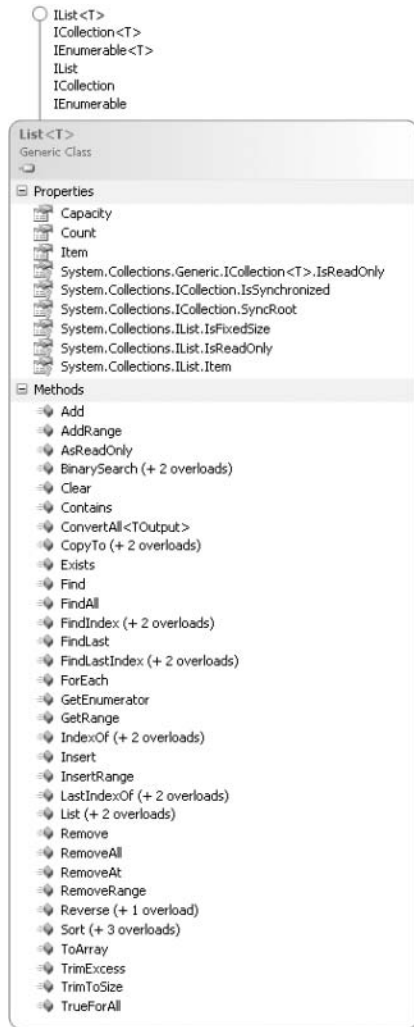 IList<T>
ICollection<T>
IEnumerable<T>
IList
ICollection
IEnumerable
List<T>
Generic Class
Properties
Capacity
Count
Item
System.Collections.Generic.ICollection<T>.IsReadOnly
System.Collections.ICollection.IsSynchronized
System.Collections.ICollection.SyncRoot
System.Collections.IList.IsFixedSize
System.Collections.IList.IsReadOnly
System.Collections.IList.Item
Methods
Add
AddRange
AsReadOnly
BinarySearch (+ 2 overloads)
Clear
Contains
ConvertAll<TOutput>
CopyTo (+ 2 overloads)
Exists
Find
FindAll
FindIndex (+ 2 overloads)
FindLast
FindLastIndex (+ 2 overloads)
ForEach
GetEnumerator
GetRange
IndexOf (+ 2 overloads)
Insert
InsertRange
LastIndexOf (+ 2 overloads)
List (+ 2 overloads)
Remove
RemoveAll
RemoveAt
RemoveRange
Reverse (+ 1 overload)
Sort (+ 3 overloads)
ToArray
TrimExcess
TrimToSize
TrueForAll